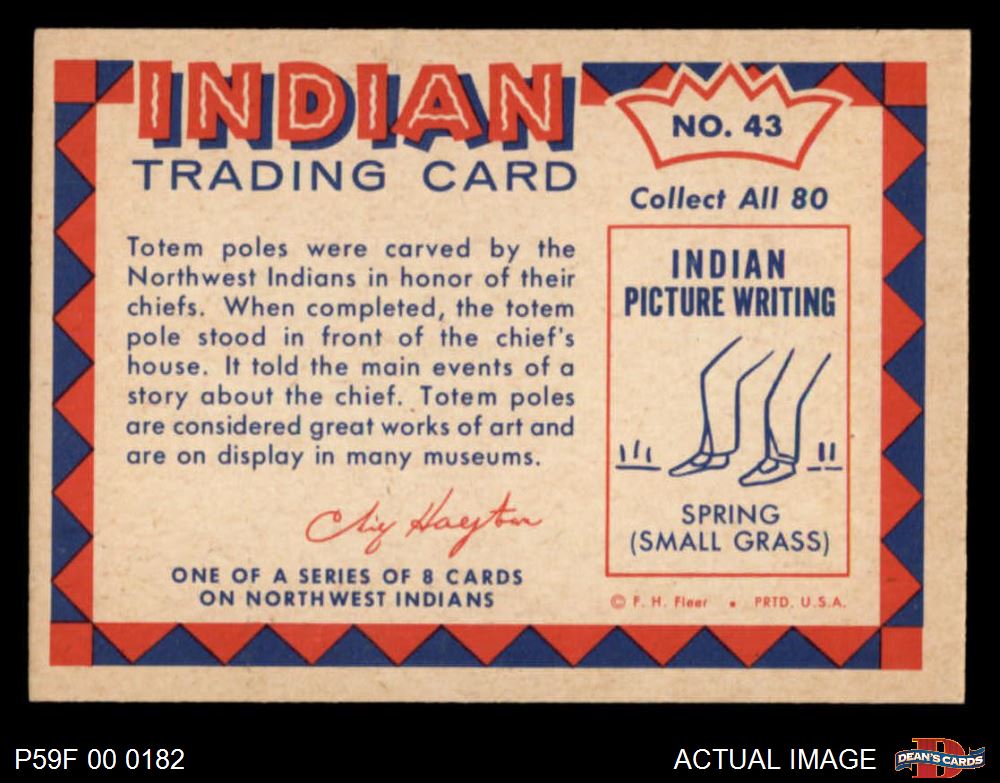 INDIAN
TRADING CARD
NO. 43
Collect All 80
Totem poles were carved by the
Northwest Indians in honor of their
chiefs. When completed, the totem
pole stood in front of the chief's
house. It told the main events of a
story about the chief. Totem poles
are considered great works of art and
are on display in many museums.
ONE OF A SERIES OF 8 CARDS
ON NORTHWEST INDIANS
INDIAN
PICTURE WRITING
SPRING
(SMALL GRASS)
© F. H. Fleer • PRTD. U.S.A.
P59F 00 0182
ACTUAL IMAGE
DEAN'S CARDS